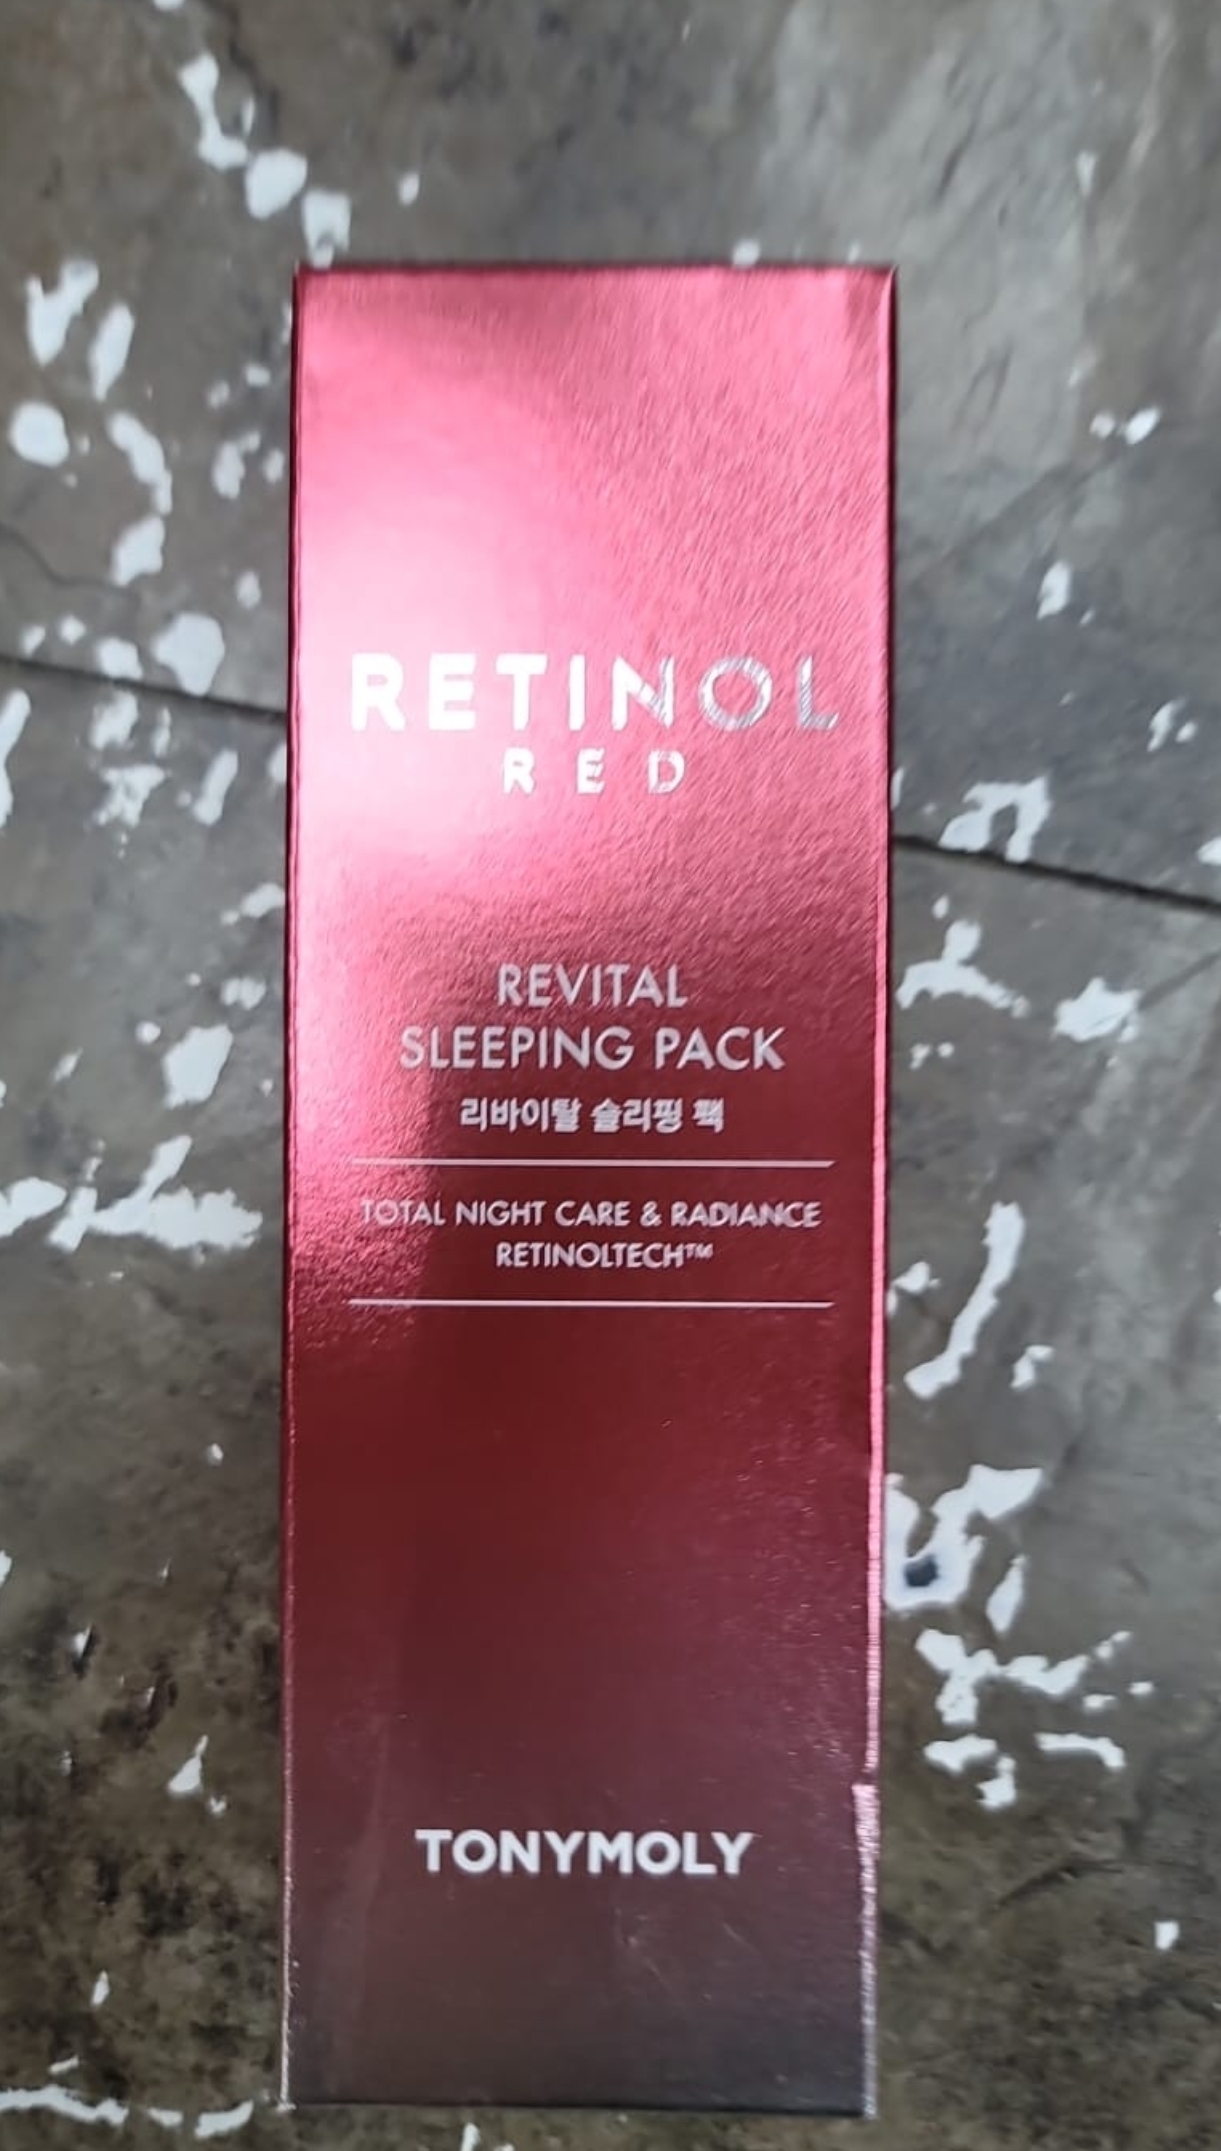 RETINOL
RED
REVITAL
SLEEPING PACK
리바이탈 슬리핑 팩
TOTAL NIGHT CARE & RADIANCE
RETINOLTECH™
TONYMOLY